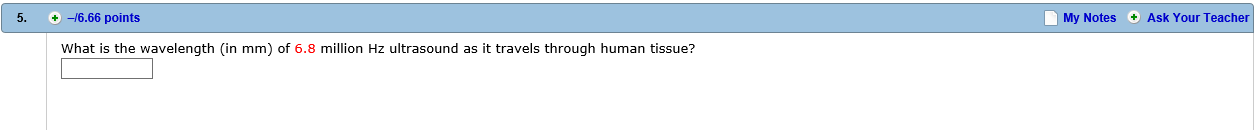 5. –/6.66 points My Notes Ask Your Teacher
What is the wavelength (in mm) of 6.8 million Hz ultrasound as it travels through human tissue?